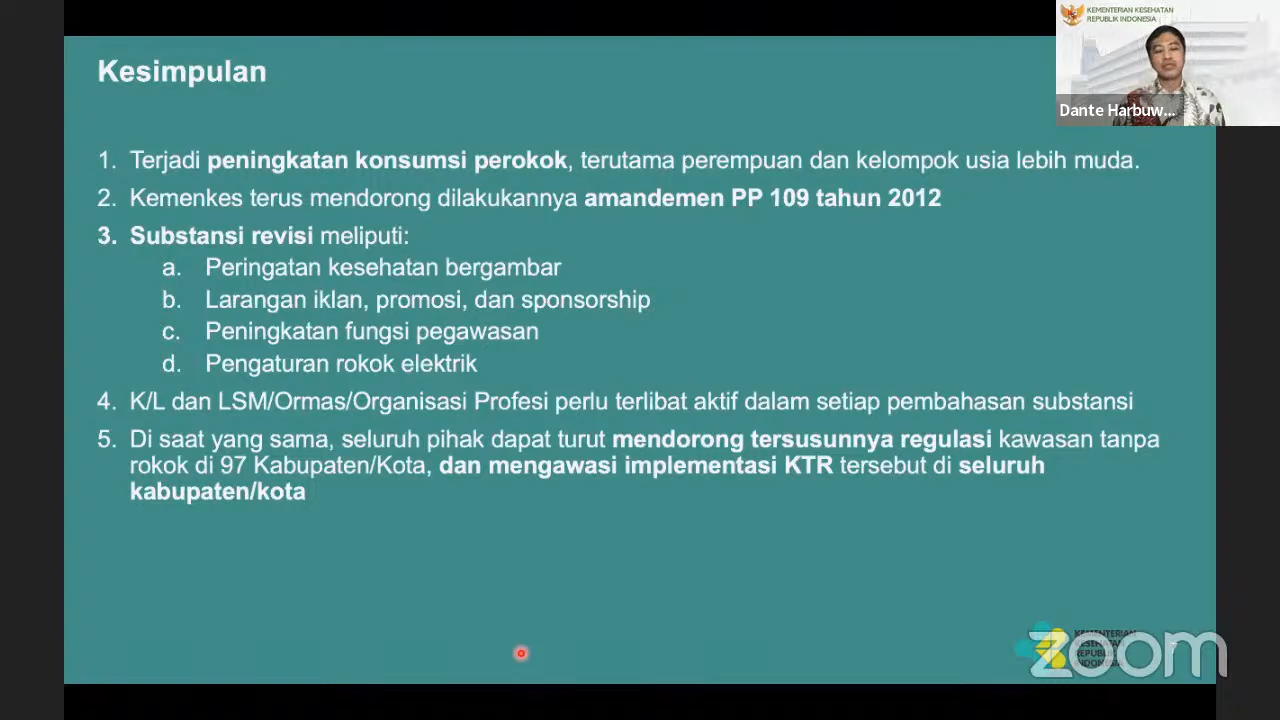 KEMENTERIAN KESEHATAN
REPUBLIK INDONESIA
Dante Harbuw...
Kesimpulan
1. Terjadi peningkatan konsumsi perokok, terutama perempuan dan kelompok usia lebih muda.
2. Kemenkes terus mendorong dilakukannya amandemen PP 109 tahun 2012
3. Substansi revisi meliputi:
a. Peringatan kesehatan bergambar
b. Larangan iklan, promosi, dan sponsorship
c. Peningkatan fungsi pegawasan
d. Pengaturan rokok elektrik
4. K/L dan LSM/Ormas/Organisasi Profesi perlu terlibat aktif dalam setiap pembahasan substansi
5. Di saat yang sama, seluruh pihak dapat turut mendorong tersusunnya regulasi kawasan tanpa
rokok di 97 Kabupaten/Kota, dan mengawasi implementasi KTR tersebut di seluruh
kabupaten/kota
KEMENTERIAN
KESEHATAN
REPUBLIK
INDONESIA
zoom